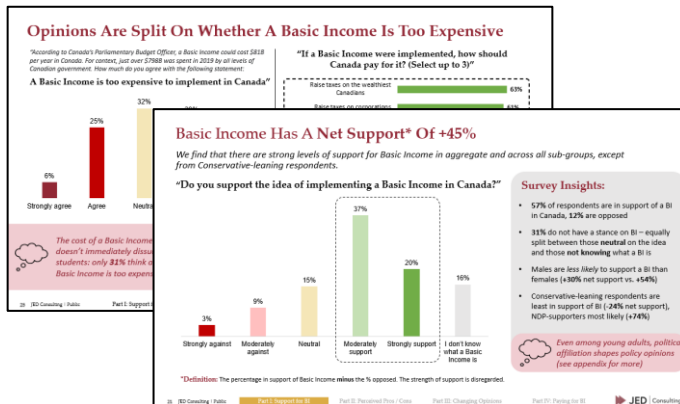 Opinions Are Split On Whether A Basic Income Is Too Expensive
"According to Canada's Parliamentary Budget Officer, a Basic Income could cost $81B
per year in Canada. For context, just over $798B was spent in 2019 by all levels of
Canadian government. How much do you agree with the following statement:
A Basic Income is too expensive to implement in Canada"
"If a Basic Income were implemented, how should
Canada pay for it? (Select up to 3)"
Raise taxes on the wealthiest
Canadians
63%
Raise taxes on corporations
32%
25%
6%
Strongly agree
Agree
Neutral
The cost of a Basic Income
doesn't immediately
students: only 31% think
Basic Income is too
JED Consulting | Public
Basic Income Has A Net Support* Of +45%
We find that there are strong levels of support for Basic Income in aggregate and across all sub-groups, except
from Conservative-leaning respondents.
"Do you support the idea of implementing a Basic Income in Canada?"
37%
20%
15%
16%
9%
3%
Strongly against
Moderately
against
Neutral
Moderately
support
Strongly support
I don't know
what a Basic
Income is
*Definition: The percentage in support of Basic Income minus the % opposed. The strength of support is disregarded.
Survey Insights:
• 57% of respondents are in support of a BI
in Canada, 12% are opposed
• 31% do not have a stance on BI – equally
split between those neutral on the idea
and those not knowing what a BI is
• Males are less likely to support a BI than
females (+30% net support vs. +54%)
• Conservative-leaning respondents are
least in support of BI (-24% net support),
NDP-supporters most likely (+74%)
Even among young adults, political
affiliation shapes policy opinions
(see appendix for more)
JED Consulting | Public
Part I: Support for BI
Part II: Perceived Pros / Cons
Part III: Changing Opinions
Part IV: Paying for BI
JED | Consulting